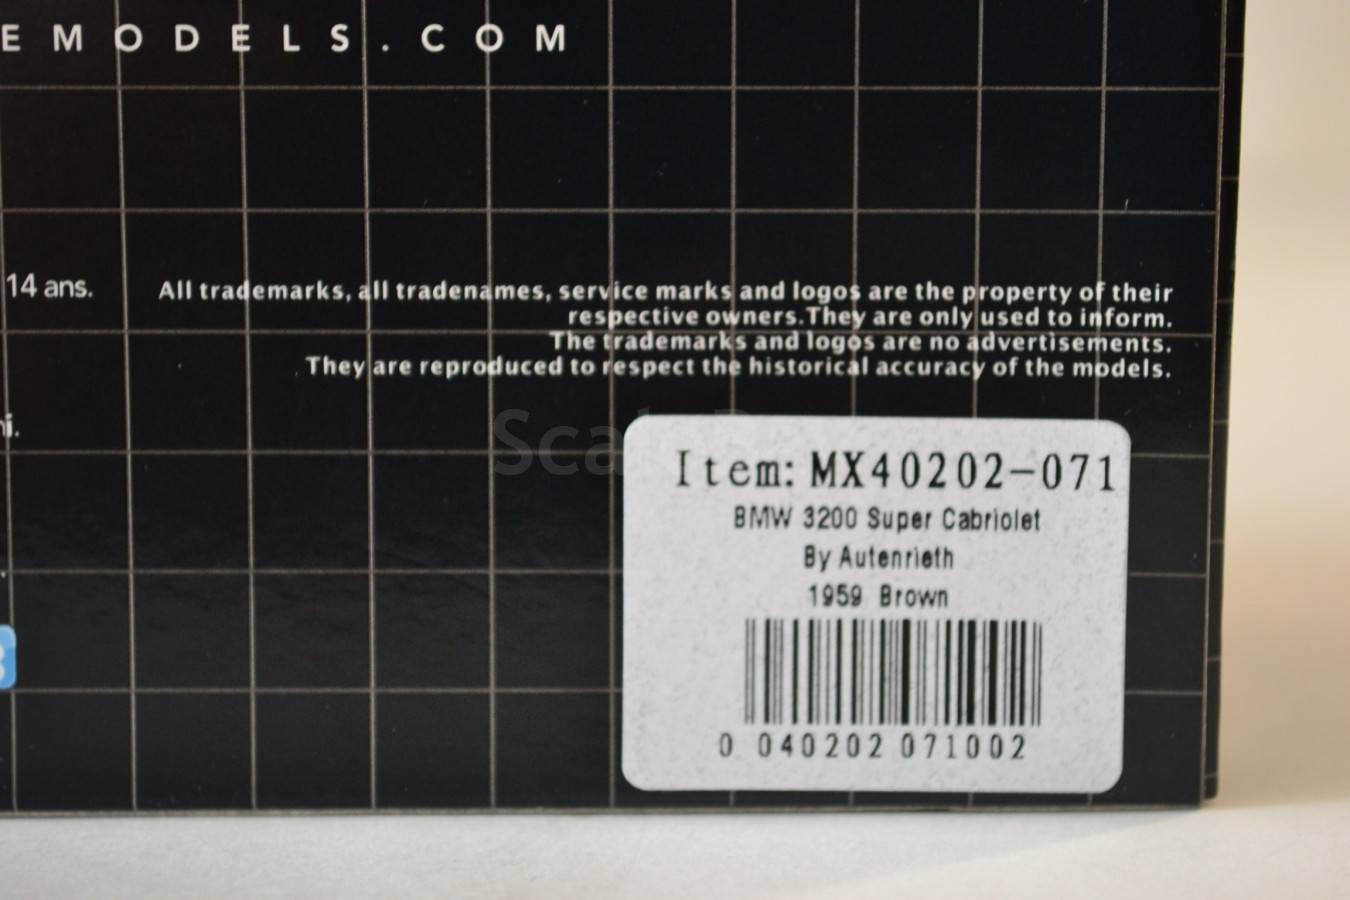 EMODELS.COM
14 ans.
All trademarks, all tradenames, service marks and logos are the property of their
respective owners.They are only used to inform.
The trademarks and logos are no advertisements.
They are reproduced to respect the historical accuracy of the models.
Item: MX40202-071
BMW 3200 Super Cabriolet
By Autenrieth
1959 Brown
0 040202 071002